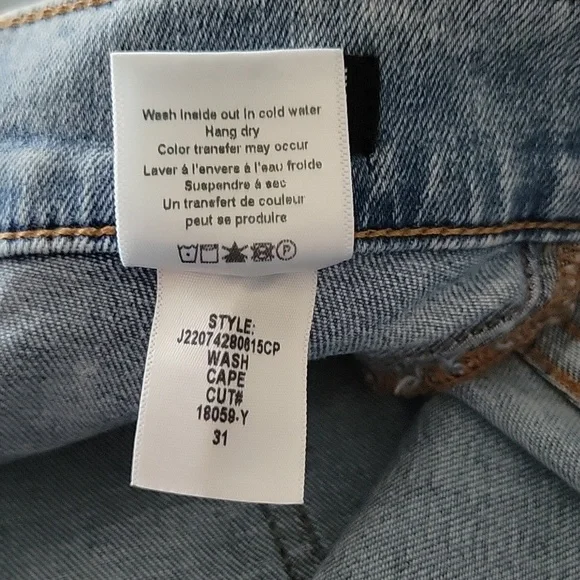 Wash inside out in cold water
Hang dry
Color transfer may occur
Laver à l'envers à l'eau froide
Suspendre à sec
Un transfert de couleur
peut se produire
P
STYLE:
J22074280615CP
WASH
CAPE
CUT#
18059-Y
31